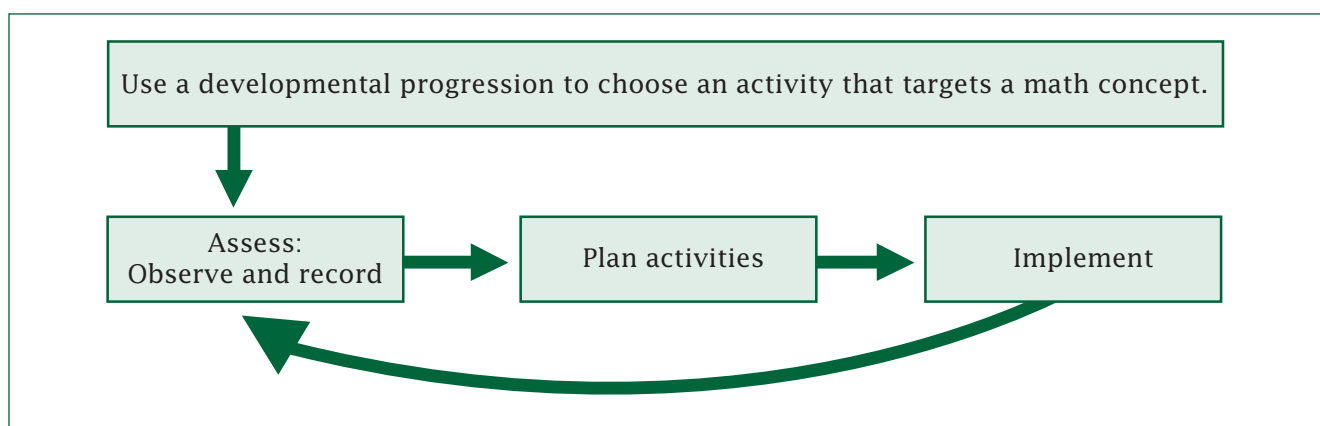 Use a developmental progression to choose an activity that targets a math concept.
Assess:
Observe and record
Plan activities
Implement